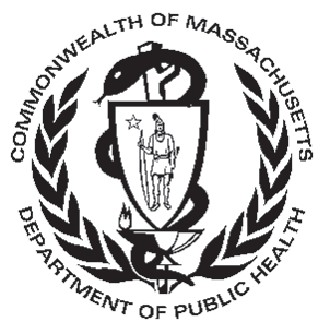 COMMONWEALTH OF MASSACHUSETTS
DEPARTMENT OF PUBLIC HEALTH